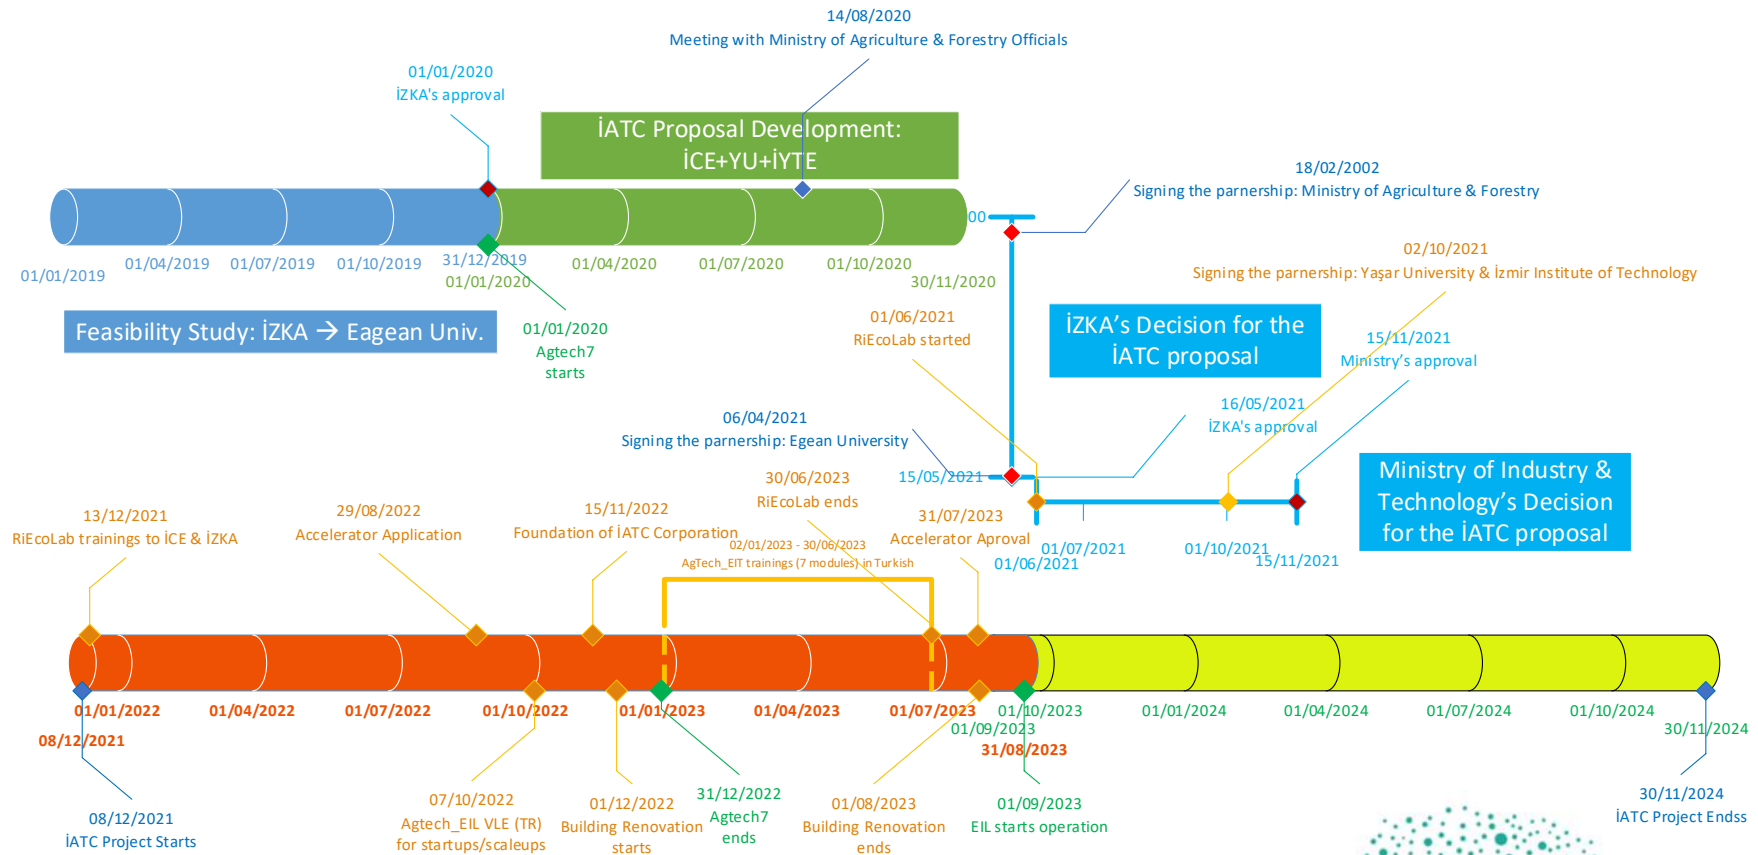 14/08/2020
Meeting with Ministry of Agriculture & Forestry Officials
01/01/2020
İZKA's approval
İATC Proposal Development:
İCE+YU+İYTE
18/02/2002
Signing the parnership: Ministry of Agriculture & Forestry
00
01/01/2019
01/04/2019
01/07/2019
01/10/2019
31/12/2019
01/01/2020
01/04/2020
01/07/2020
01/10/2020
30/11/2020
02/10/2021
Signing the parnership: Yaşar University & İzmir Institute of Technology
Feasibility Study: İZKA → Eagean Univ.
01/01/2020
Agtech7
starts
01/06/2021
RiEcoLab started
İZKA's Decision for the
İATC proposal
15/11/2021
Ministry's approval
16/05/2021
İZKA's approval
06/04/2021
Signing the parnership: Egean University
15/05/2021
Ministry of Industry &
Technology's Decision
for the İATC proposal
01/06/2021
01/07/2021
01/10/2021
15/11/2021
13/12/2021
RiEcoLab trainings to İCE & İZKA
29/08/2022
Accelerator Application
15/11/2022
Foundation of İATC Corporation
30/06/2023
RiEcoLab ends
31/07/2023
Accelerator Aproval
02/01/2023 - 30/06/2023
AgTech_EIT trainings (7 modules) in Turkish
01/01/2022
01/04/2022
01/07/2022
01/10/2022
01/01/2023
01/04/2023
01/07/2023
01/10/2023
01/01/2024
01/04/2024
01/07/2024
01/10/2024
08/12/2021
01/09/2023
31/08/2023
30/11/2024
08/12/2021
İATC Project Starts
07/10/2022
Agtech_EIL VLE (TR)
for startups/scaleups
01/12/2022
Building Renovation
starts
31/12/2022
Agtech7
ends
01/08/2023
Building Renovation
ends
01/09/2023
EIL starts operation
30/11/2024
İATC Project Endss